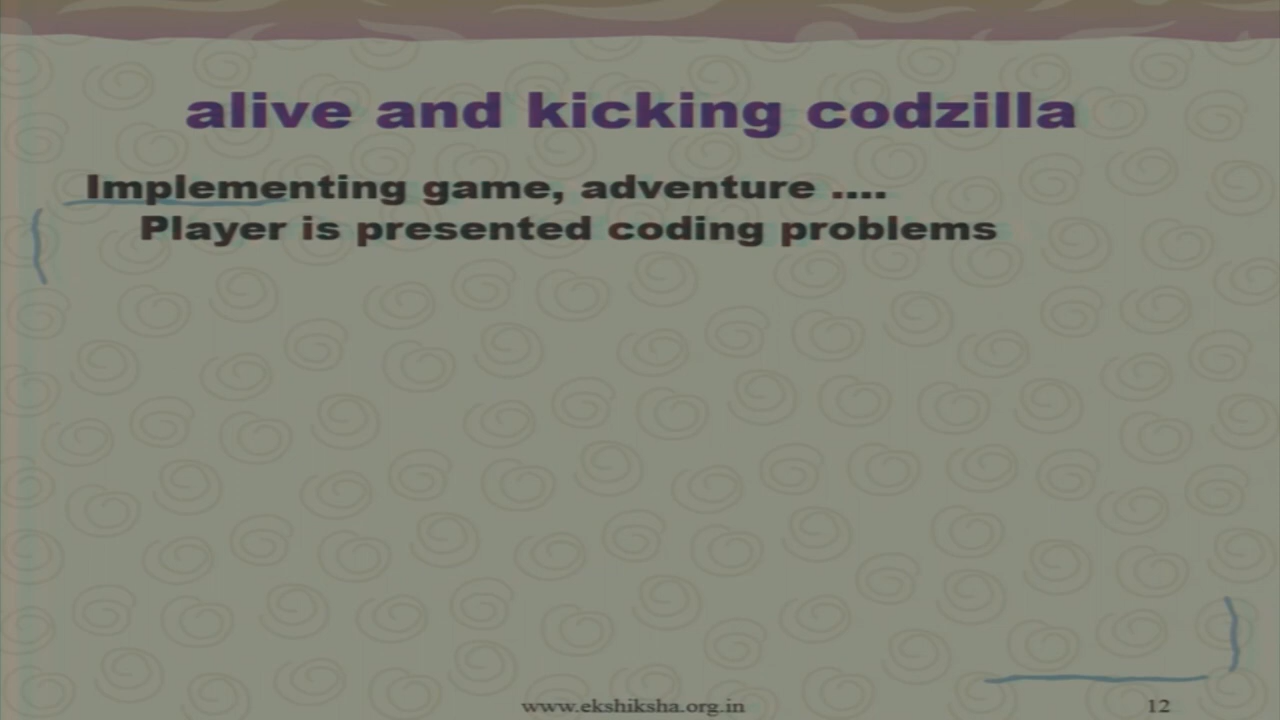 alive and kicking codzilla
Implementing game, adventure ....
Player is presented coding problems
www.ekshiksha.org.in
12